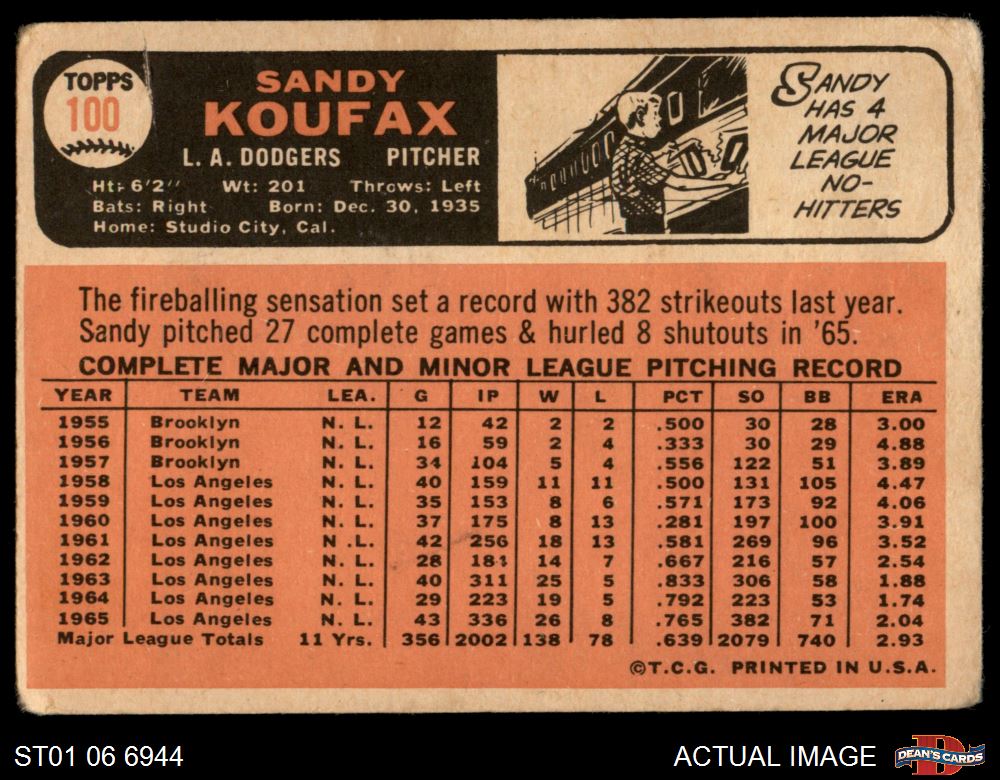 TOPPS
100
SANDY
KOUFAX
L. A. DODGERS PITCHER
Ht: 6'2" Wt: 201 Throws: Left
Bats: Right Born: Dec. 30, 1935
Home: Studio City, Cal.
SANDY
HAS 4
MAJOR
LEAGUE
NO-
HITTERS
The fireballing sensation set a record with 382 strikeouts last year.
Sandy pitched 27 complete games & hurled 8 shutouts in '65.
COMPLETE MAJOR AND MINOR LEAGUE PITCHING RECORD
YEAR TEAM LEA. G IP W L PCT SO BB ERA
1955 Brooklyn N. L. 12 42 2 2 .500 30 28 3.00
1956 Brooklyn N. L. 16 59 2 4 .333 30 29 4.88
1957 Brooklyn N. L. 34 104 5 4 .556 122 51 3.89
1958 Los Angeles N. L. 40 159 11 11 .500 131 105 4.47
1959 Los Angeles N. L. 35 153 8 6 .571 173 92 4.06
1960 Los Angeles N. L. 37 175 8 13 .281 197 100 3.91
1961 Los Angeles N .L. 42 256 18 13 .581 269 96 3.52
1962 Los Angeles N. L. 28 184 14 7 .667 216 57 2.54
1963 Los Angeles N. L. 40 311 25 5 .833 306 58 1.88
1964 Los Angeles N. L. 29 223 19 5 .792 223 53 1.74
1965 Los Angeles N. L. 43 336 26 8 .765 382 71 2.04
Major League Totals 11 Yrs. 356 2002 138 78 .639 2079 740 2.93
©T.C.G. PRINTED IN U.S.A.
ST01 06 6944 ACTUAL IMAGE DEAN'S CARDS